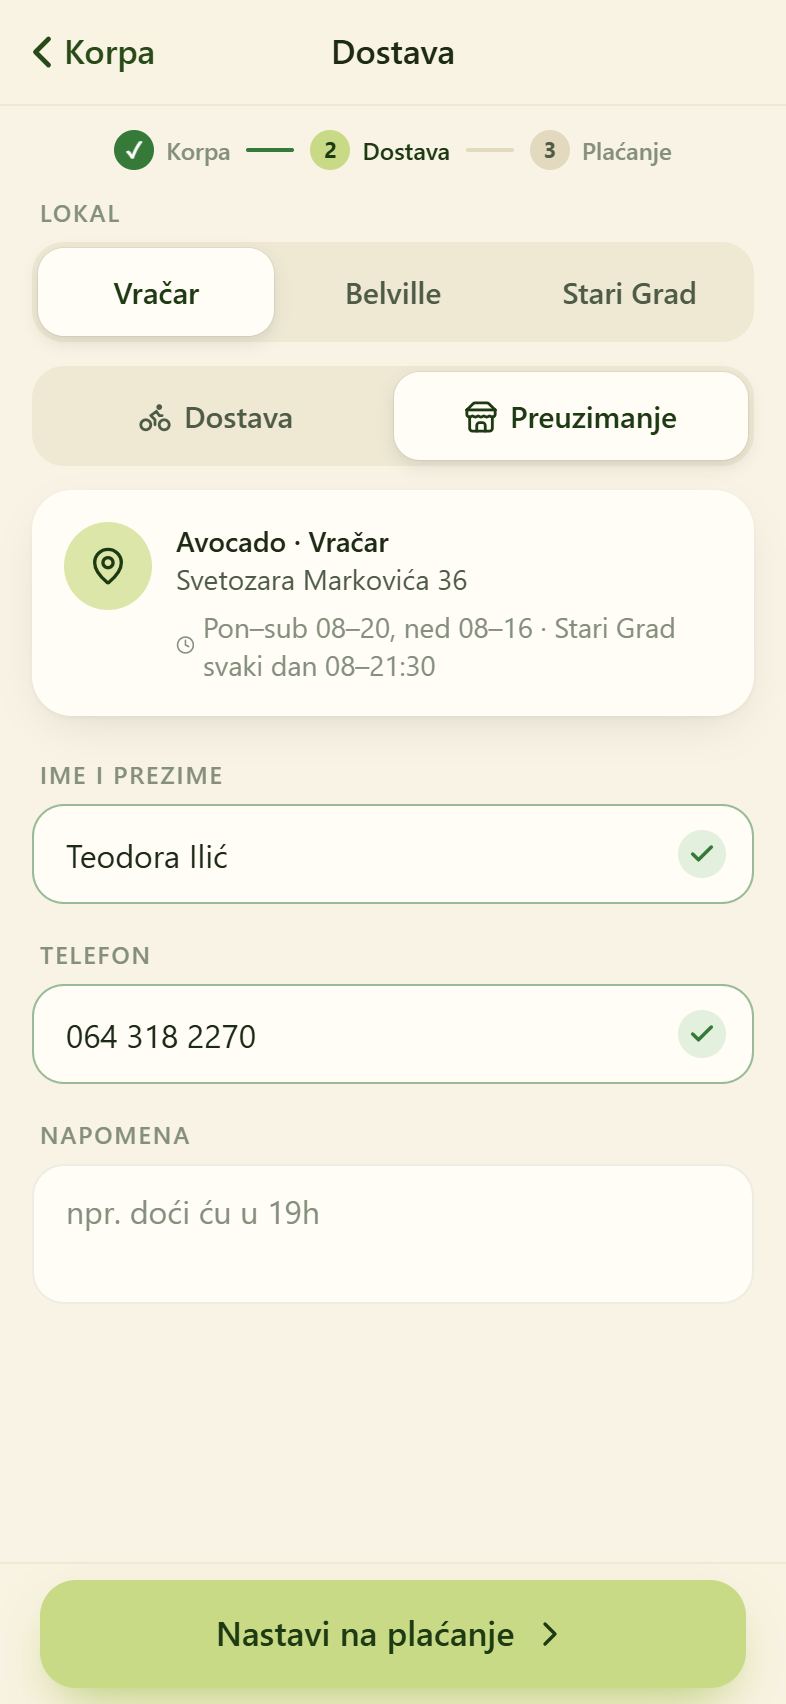 Korpa
Dostava
Korpa
2
Dostava
3
Plaćanje
LOKAL
Vračar
Belville
Stari Grad
Dostava
Preuzimanje
Avocado · Vračar
Svetozara Markovića 36
Pon–sub 08–20, ned 08–16 · Stari Grad
svaki dan 08–21:30
IME I PREZIME
Teodora Ilić
TELEFON
064 318 2270
NAPOMENA
npr. doći ću u 19h
Nastavi na plaćanje